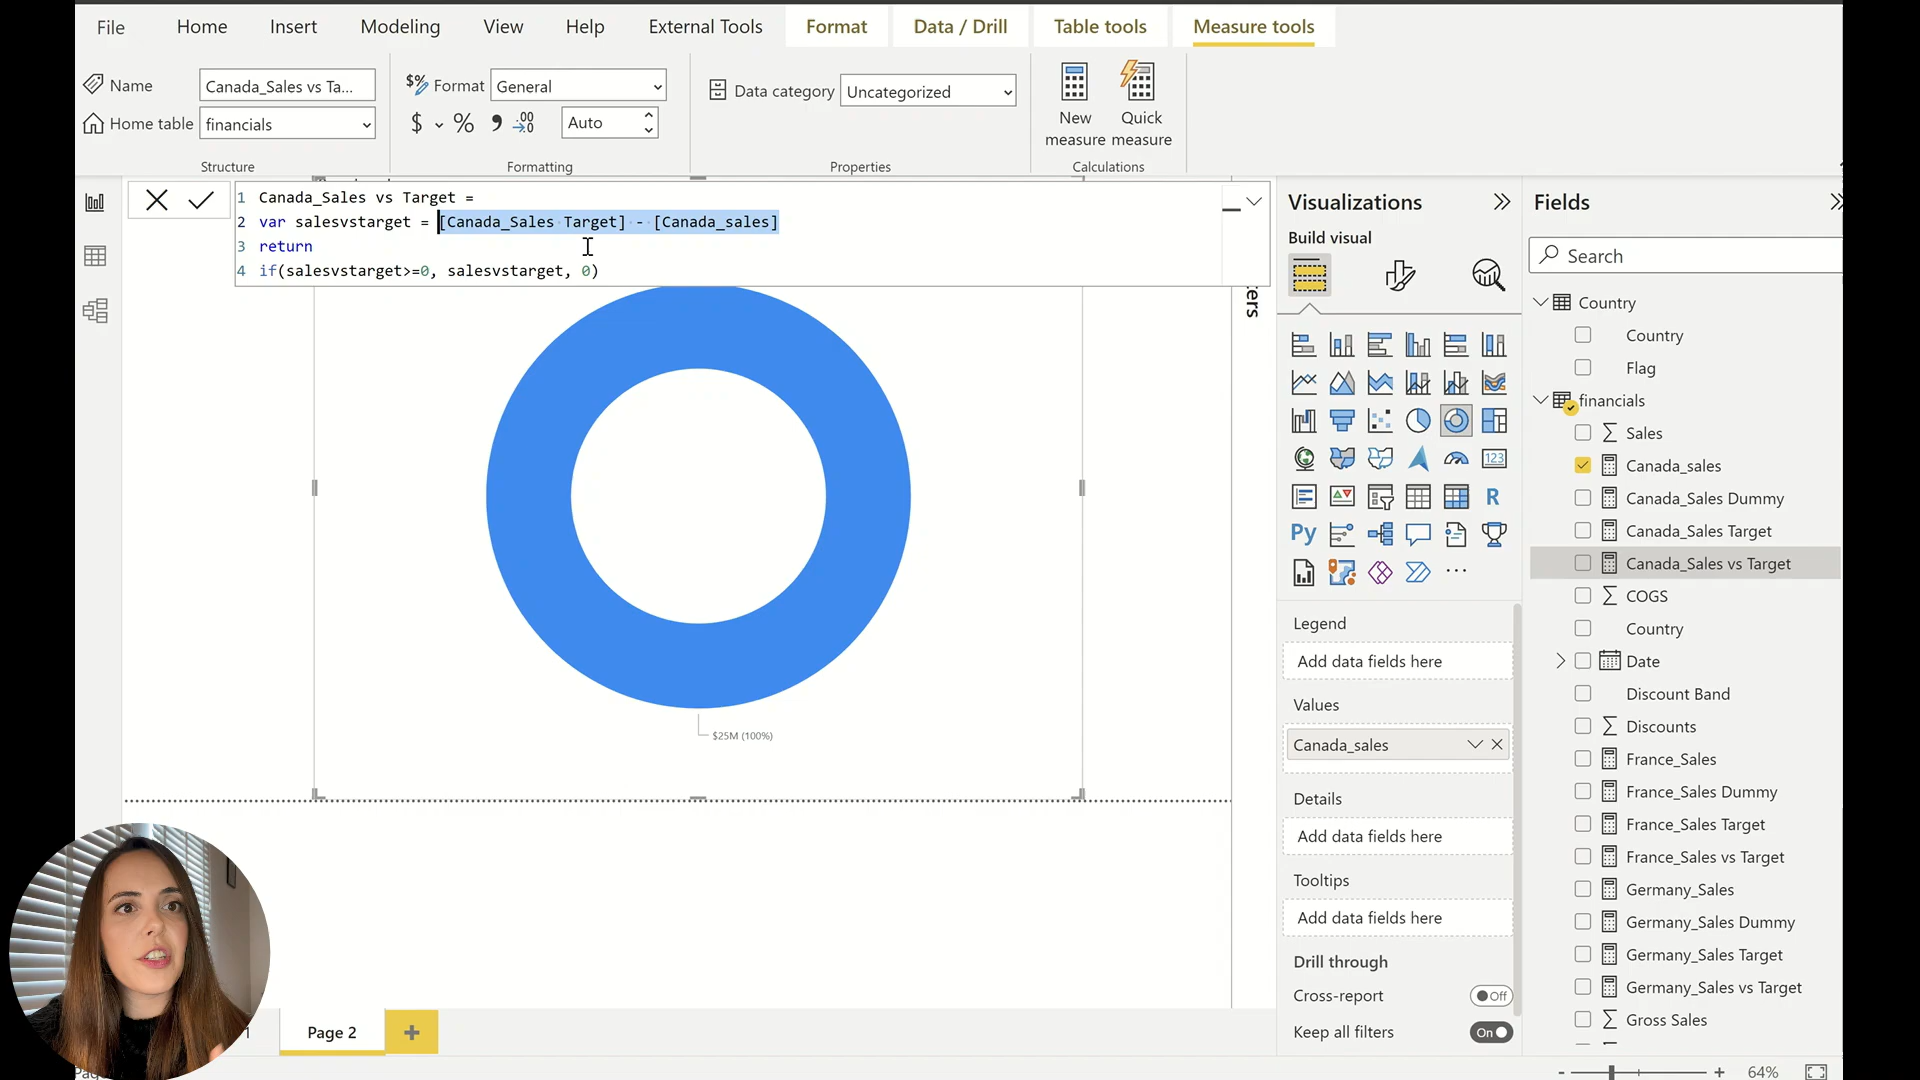 File Home Insert Modeling View Help External Tools Format Data / Drill Table tools Measure tools
Name Canada_Sales vs Ta...
Home table financials
Structure
$% Format General
$ % , .00 →.0 Auto
Formatting
Data category Uncategorized
Properties
New measure
Quick measure
Calculations
1 Canada_Sales vs Target =
2 var salesvstarget = [Canada_Sales Target] - [Canada_sales]
3 return
4 if(salesvstarget>=0, salesvstarget, 0)
$25M (100%)
ers
Visualizations
Build visual
123
R
Py
...
Legend
Add data fields here
Values
Canada_sales
Details
Add data fields here
Tooltips
Add data fields here
Drill through
Cross-report Off
Keep all filters On
Fields
Search
Country
Country
Flag
financials
Σ Sales
Canada_sales
Canada_Sales Dummy
Canada_Sales Target
Canada_Sales vs Target
Σ COGS
Country
Date
Discount Band
Σ Discounts
France_Sales
France_Sales Dummy
France_Sales Target
France_Sales vs Target
Germany_Sales
Germany_Sales Dummy
Germany_Sales Target
Germany_Sales vs Target
Σ Gross Sales
1 Page 2 +
- + 64%